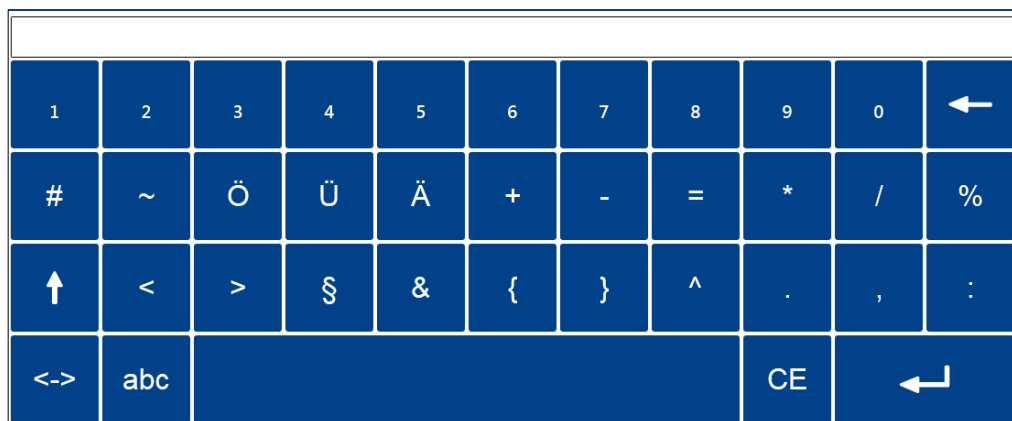 1 2 3 4 5 6 7 8 9 0
# ~ Ö Ü Ä + - = * / %
< > § & { } ^ . , :
<-> abc CE